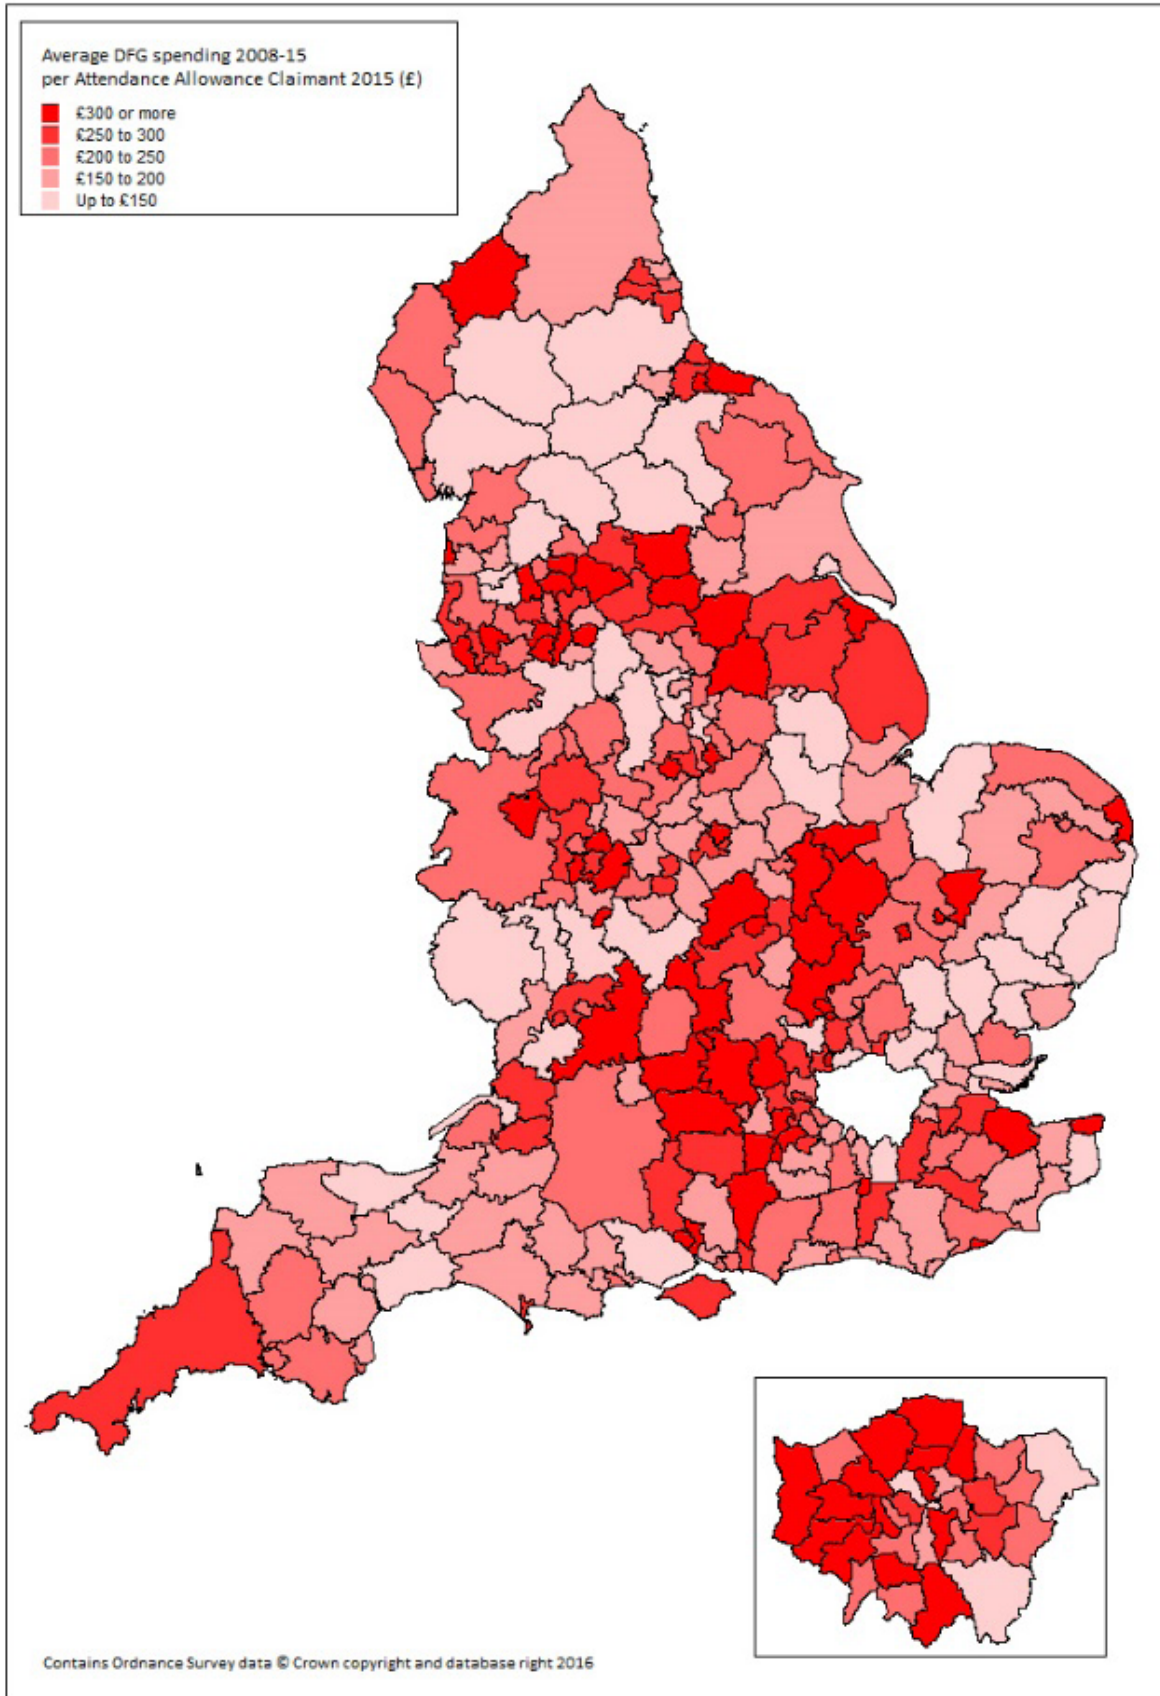 Average DFG spending 2008-15
per Attendance Allowance Claimant 2015 (£)
£300 or more
£250 to 300
£200 to 250
£150 to 200
Up to £150
Contains Ordnance Survey data © Crown copyright and database right 2016